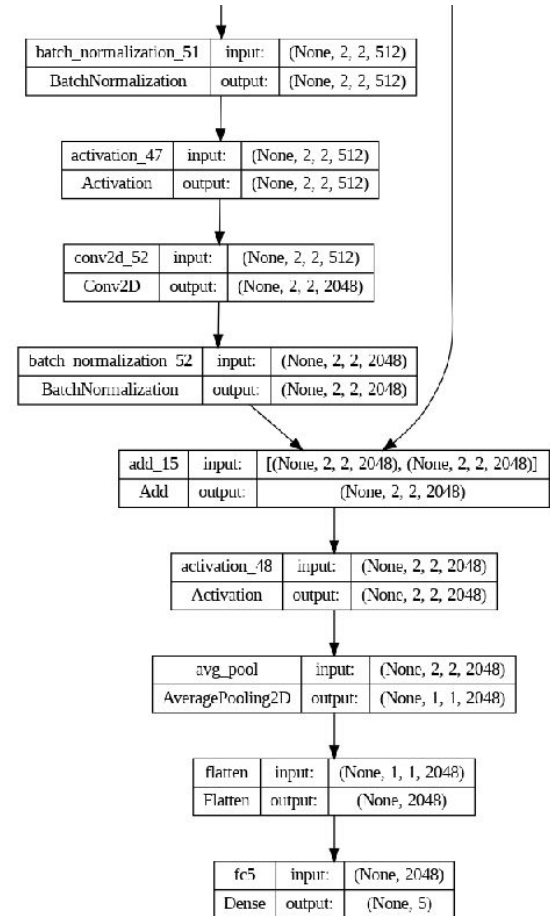 batch_normalization_51 input: (None, 2, 2, 512)
BatchNormalization output: (None, 2, 2, 512)
activation_47 input: (None, 2, 2, 512)
Activation output: (None, 2, 2, 512)
conv2d_52 input: (None, 2, 2, 512)
Conv2D output: (None, 2, 2, 2048)
batch_normalization_52 input: (None, 2, 2, 2048)
BatchNormalization output: (None, 2, 2, 2048)
add_15 input: [(None, 2, 2, 2048), (None, 2, 2, 2048)]
Add output: (None, 2, 2, 2048)
activation_48 input: (None, 2, 2, 2048)
Activation output: (None, 2, 2, 2048)
avg_pool input: (None, 2, 2, 2048)
AveragePooling2D output: (None, 1, 1, 2048)
flatten input: (None, 1, 1, 2048)
Flatten output: (None, 2048)
fc5 input: (None, 2048)
Dense output: (None, 5)